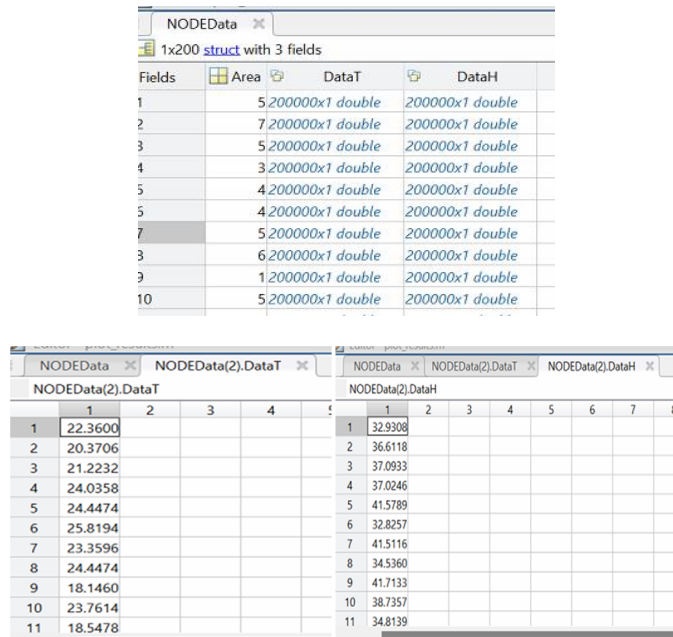 NODEData
1x200 struct with 3 fields
Fields Area DataT DataH
1 5 200000x1 double 200000x1 double
2 7 200000x1 double 200000x1 double
3 5 200000x1 double 200000x1 double
4 3 200000x1 double 200000x1 double
5 4 200000x1 double 200000x1 double
6 4 200000x1 double 200000x1 double
7 5 200000x1 double 200000x1 double
8 6 200000x1 double 200000x1 double
9 1 200000x1 double 200000x1 double
10 5 200000x1 double 200000x1 double
NODEData NODEData(2).DataT
NODEData(2).DataT
1 2 3 4
1 22.3600
2 20.3706
3 21.2232
4 24.0358
5 24.4474
6 25.8194
7 23.3596
8 24.4474
9 18.1460
10 23.7614
11 18.5478
NODEData NODEData(2).DataT NODEData(2).DataH
NODEData(2).DataH
1 2 3 4 5 6 7
1 32.9308
2 36.6118
3 37.0933
4 37.0246
5 41.5789
6 32.8257
7 41.5116
8 34.5360
9 41.7133
10 38.7357
11 34.8139